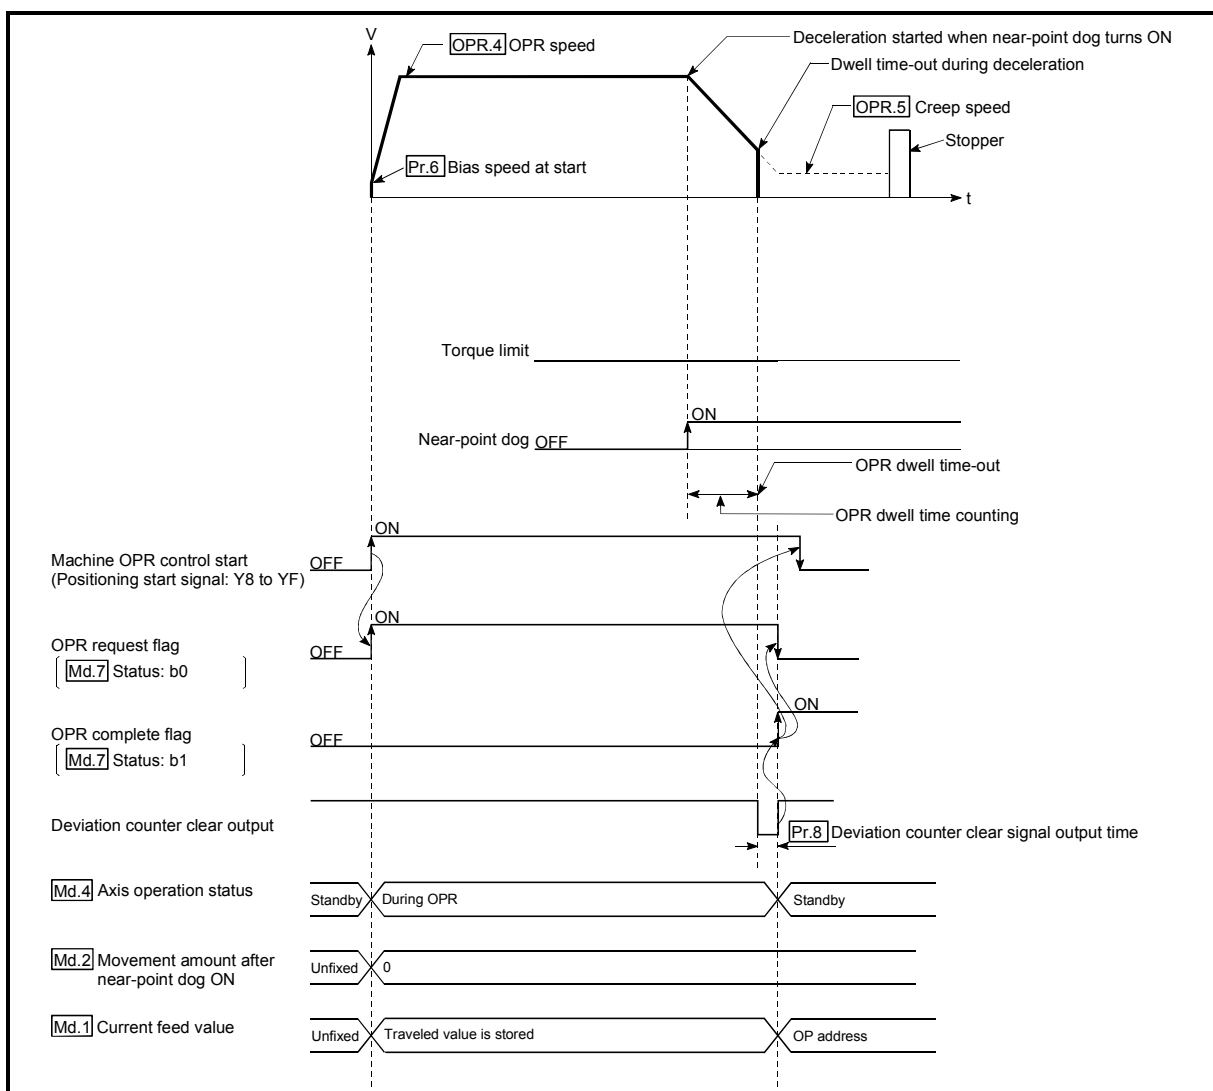 V
OPR.4 OPR speed
Deceleration started when near-point dog turns ON
Dwell time-out during deceleration
OPR.5 Creep speed
Stopper
Pr.6 Bias speed at start
t
Torque limit
ON
Near-point dog OFF
OPR dwell time-out
OPR dwell time counting
ON
Machine OPR control start
(Positioning start signal: Y8 to YF)
OFF
ON
OPR request flag
OFF
Md.7 Status: b0
ON
OPR complete flag
OFF
Md.7 Status: b1
Deviation counter clear output
Pr.8 Deviation counter clear signal output time
Md.4 Axis operation status
Standby
During OPR
Standby
Md.2 Movement amount after
near-point dog ON
Unfixed
0
Md.1 Current feed value
Unfixed
Traveled value is stored
OP address